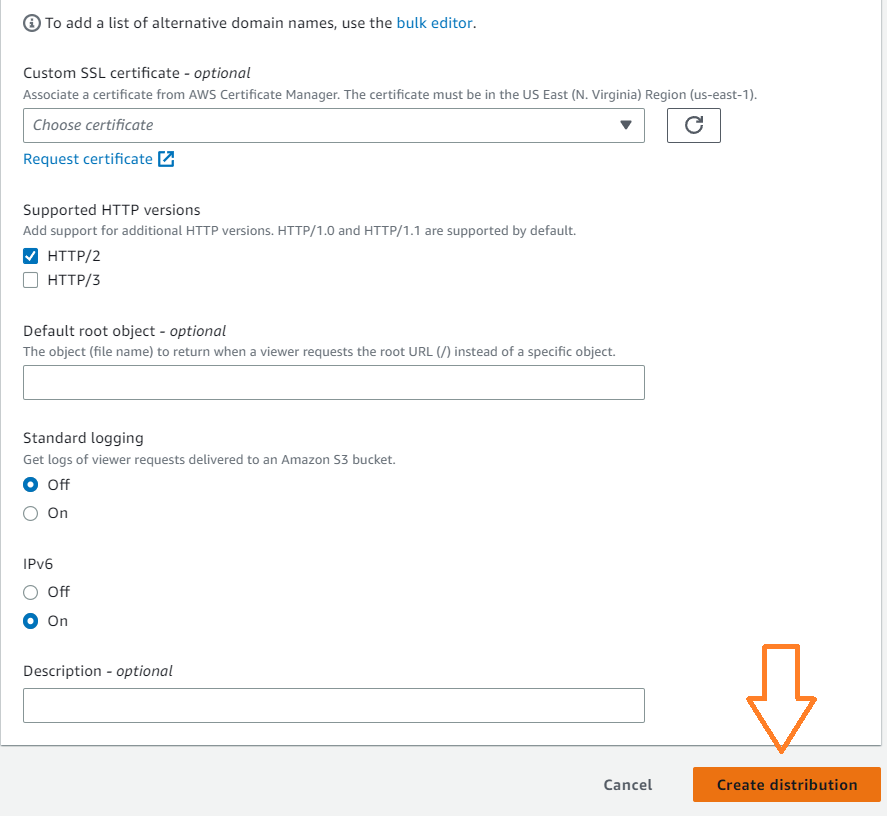 To add a list of alternative domain names, use the bulk editor.
Custom SSL certificate - optional
Associate a certificate from AWS Certificate Manager. The certificate must be in the US East (N. Virginia) Region (us-east-1).
Choose certificate
Request certificate
Supported HTTP versions
Add support for additional HTTP versions. HTTP/1.0 and HTTP/1.1 are supported by default.
HTTP/2
HTTP/3
Default root object - optional
The object (file name) to return when a viewer requests the root URL (/) instead of a specific object.
Standard logging
Get logs of viewer requests delivered to an Amazon S3 bucket.
Off
On
IPv6
Off
On
Description - optional
Cancel
Create distribution